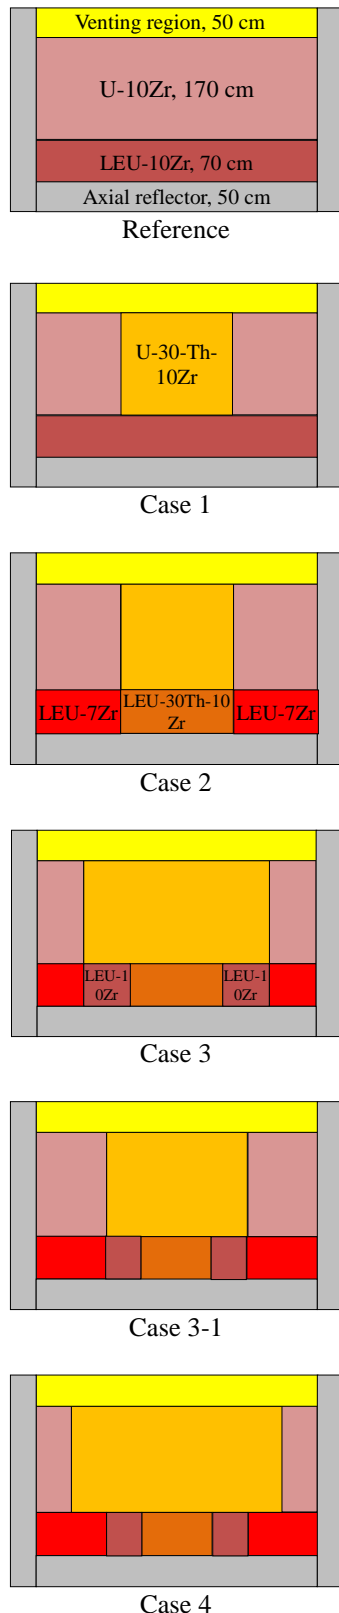 Venting region, 50 cm
U-10Zr, 170 cm
LEU-10Zr, 70 cm
Axial reflector, 50 cm
Reference
U-30-Th-
10Zr
Case 1
LEU-7Zr
LEU-30Th-10
Zr
LEU-7Zr
Case 2
LEU-1
0Zr
LEU-1
0Zr
Case 3
Case 3-1
Case 4